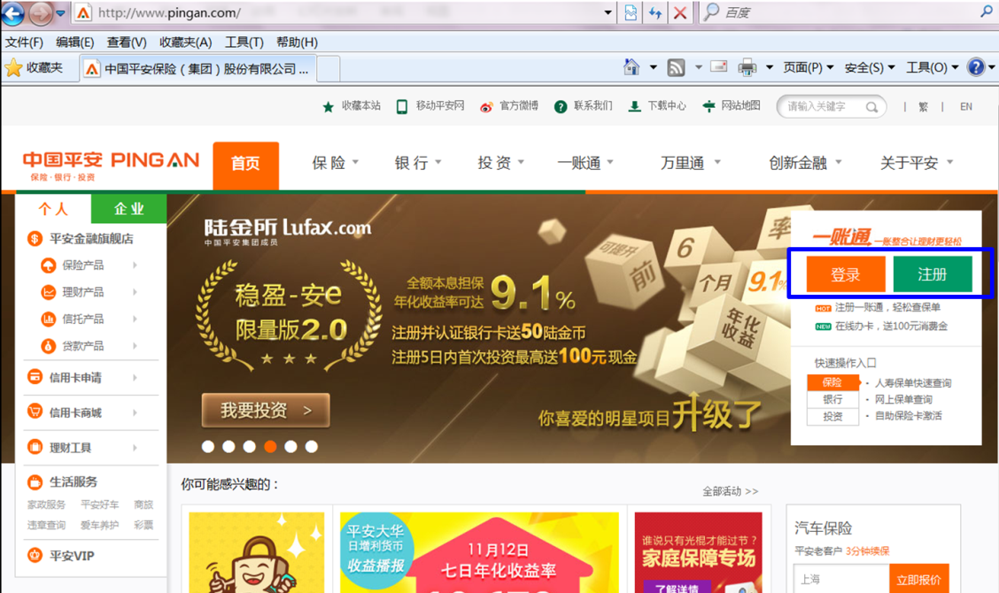 http://www.pingan.com/
百度
文件(F) 编辑(E) 查看(V) 收藏夹(A) 工具(T) 帮助(H)
收藏夹
中国平安保险（集团）股份有限公司 ...
页面(P) 安全(S) 工具(O)
收藏本站 移动平安网 官方微博 联系我们 下载中心 网站地图 请输入关键字 | 繁 | EN
中国平安 PINGAN
保险·银行·投资
首页 保险 银行 投资 一账通 万里通 创新金融 关于平安
个人 企业
平安金融旗舰店
保险产品
理财产品
信托产品
贷款产品
信用卡申请
信用卡商城
理财工具
生活服务
家政服务 平安好车 商旅
违章查询 爱车养护 彩票
平安VIP
陆金所 Lufax.com
中国平安集团成员
稳盈-安e
限量版2.0
全额本息担保
年化收益率可达 9.1%
注册并认证银行卡送50陆金币
注册5日内首次投资最高送100元现金
我要投资 >
可提开
前
6
个月
率
9.1%
年化
收益
你喜爱的明星项目升级了
一账通 一账整合让理财更轻松
登录 注册
HOT 注册一账通，轻松查保单
NEW 在线办卡，送100元消费金
快速操作入口
保险
银行
投资
· 人寿保单快速查询
· 网上保单查询
· 自助保险卡激活
你可能感兴趣的：
全部活动 >>
平安大华
日增利货币
收益播报
11月12日
七日年化收益率
谁说只有光棍才能过节？
家庭保障专场
了解详情
汽车保险
平安老客户 3分钟续保
上海
立即报价